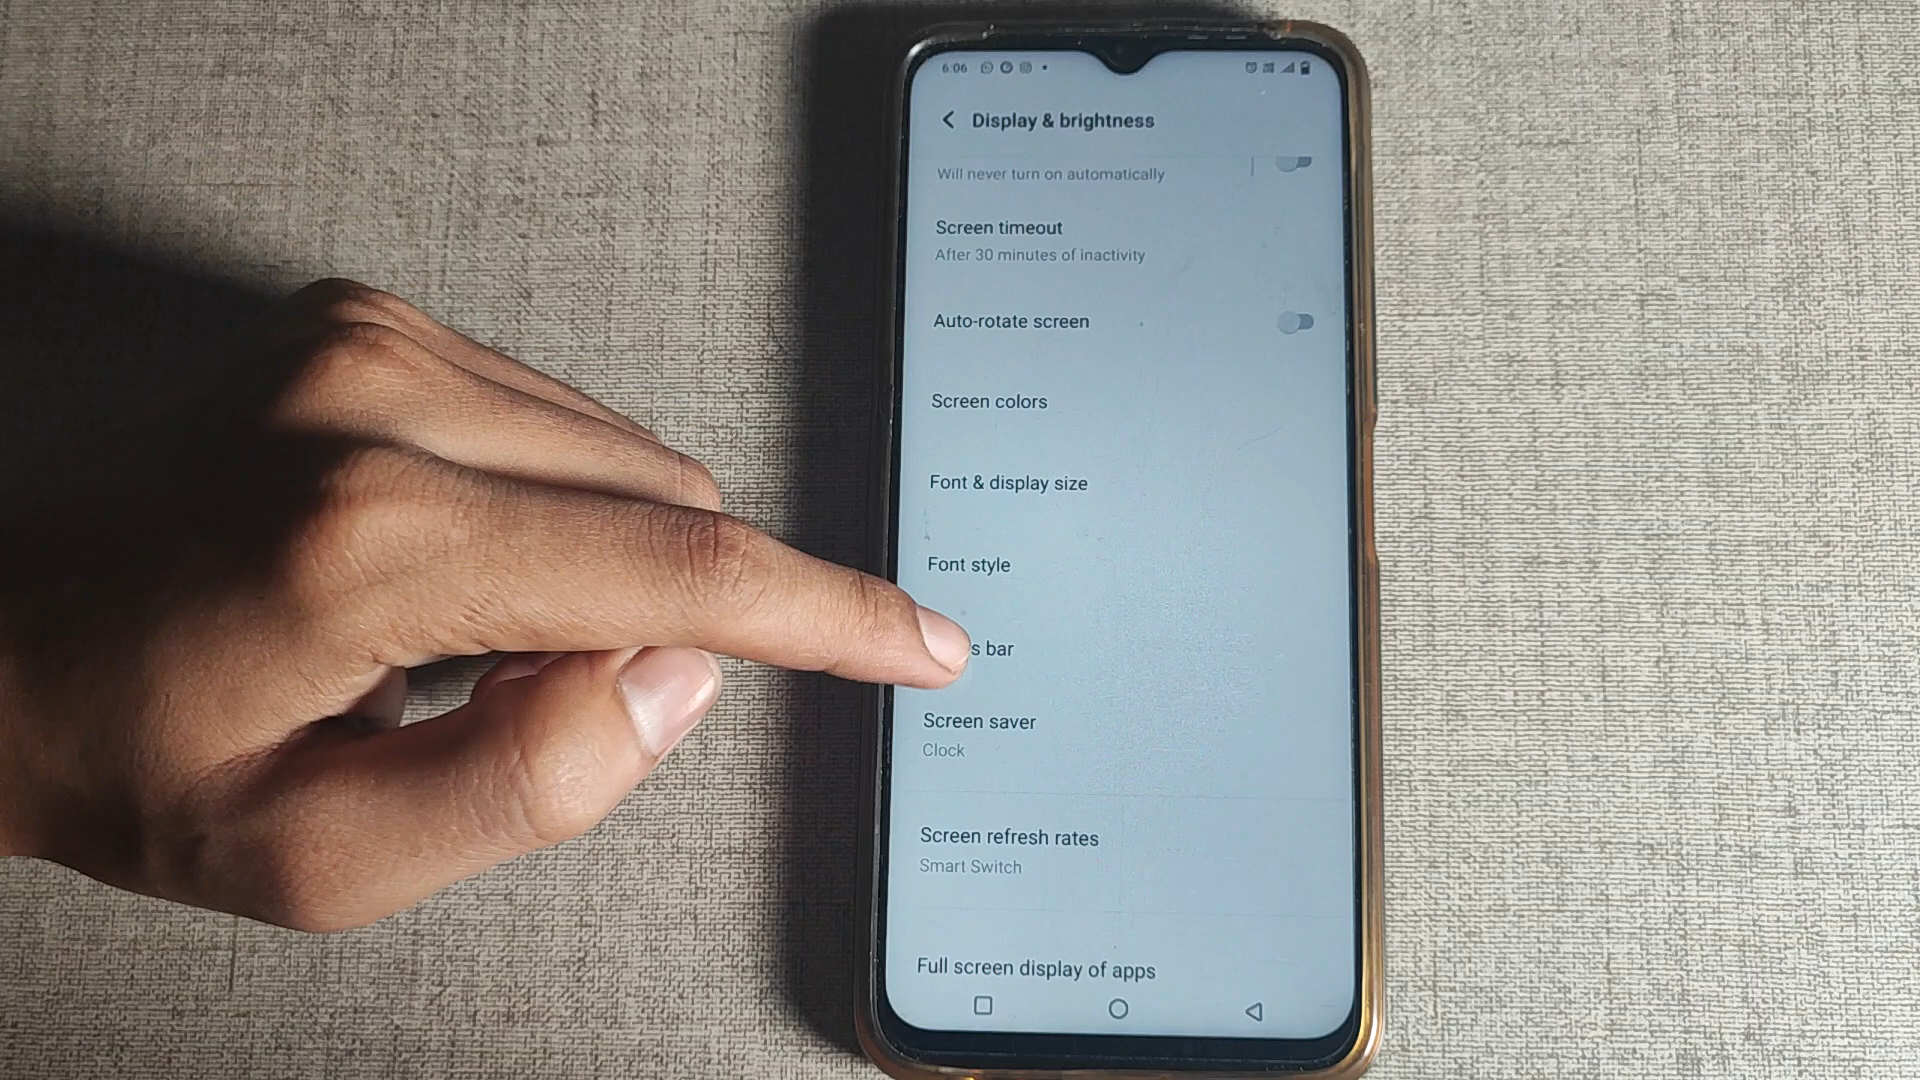 6:06
Display & brightness
Will never turn on automatically
Screen timeout
After 30 minutes of inactivity
Auto-rotate screen
Screen colors
Font & display size
Font style
s bar
Screen saver
Clock
Screen refresh rates
Smart Switch
Full screen display of apps